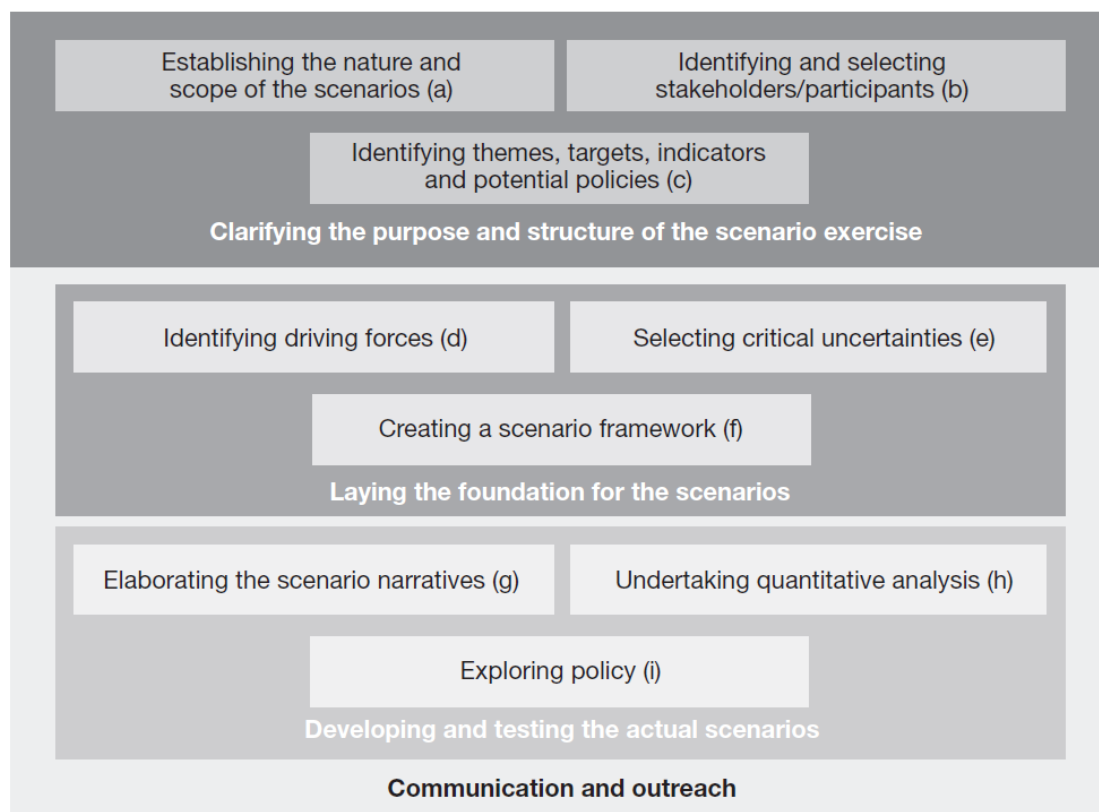 Establishing the nature and
scope of the scenarios (a)
Identifying and selecting
stakeholders/participants (b)
Identifying themes, targets, indicators
and potential policies (c)
Clarifying the purpose and structure of the scenario exercise
Identifying driving forces (d)
Selecting critical uncertainties (e)
Creating a scenario framework (f)
Laying the foundation for the scenarios
Elaborating the scenario narratives (g)
Undertaking quantitative analysis (h)
Exploring policy (i)
Developing and testing the actual scenarios
Communication and outreach